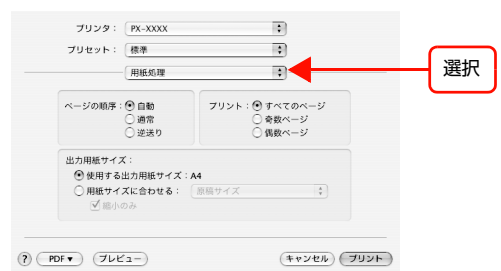 プリンタ： PX-XXXX
プリセット： 標準
用紙処理
選択
ページの順序： 自動
通常
逆送り
プリント： すべてのページ
奇数ページ
偶数ページ
出力用紙サイズ：
使用する出力用紙サイズ：A4
用紙サイズに合わせる： 原稿サイズ
縮小のみ
? PDF▼ プレビュー キャンセル プリント